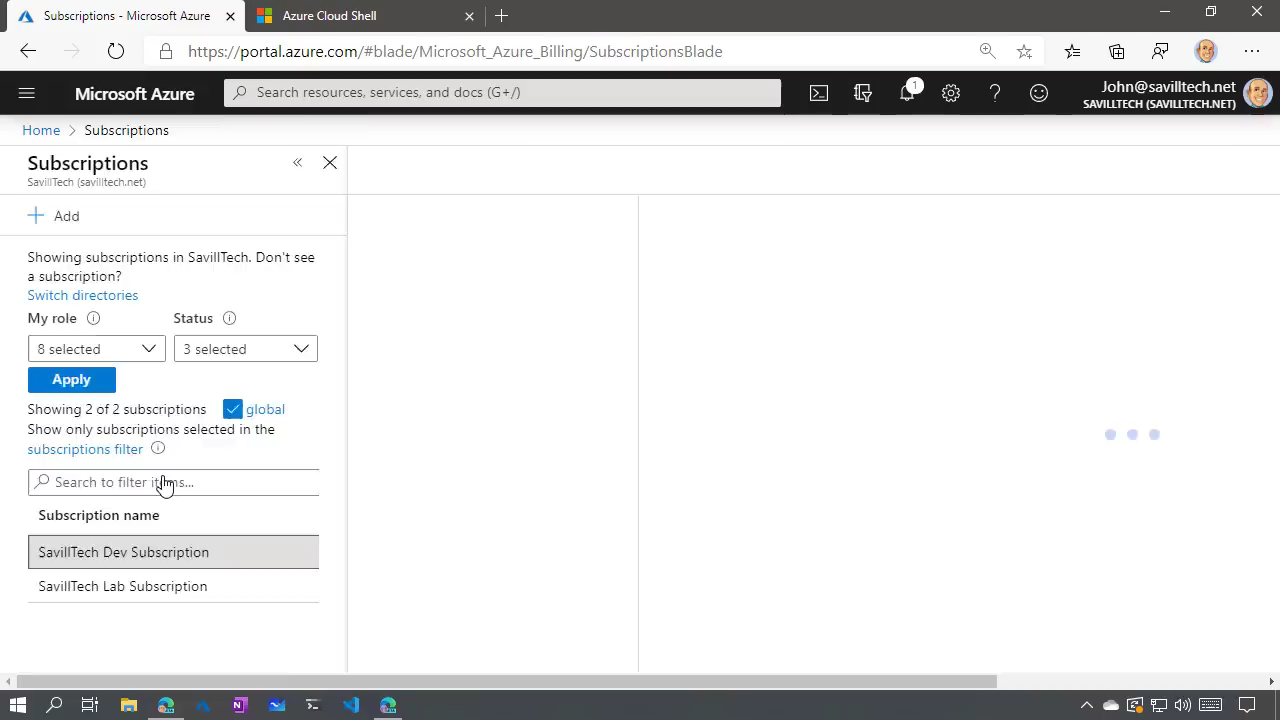 Subscriptions - Microsoft Azure
Azure Cloud Shell
https://portal.azure.com/#blade/Microsoft_Azure_Billing/SubscriptionsBlade
Microsoft Azure
Search resources, services, and docs (G+/)
1
John@savilltech.net
SAVILLTECH (SAVILLTECH.NET)
Home > Subscriptions
Subscriptions
SavillTech (savilltech.net)
Add
Showing subscriptions in SavillTech. Don't see
a subscription?
Switch directories
My role Status
8 selected 3 selected
Apply
Showing 2 of 2 subscriptions global
Show only subscriptions selected in the
subscriptions filter
Search to filter items...
Subscription name
SavillTech Dev Subscription
SavillTech Lab Subscription